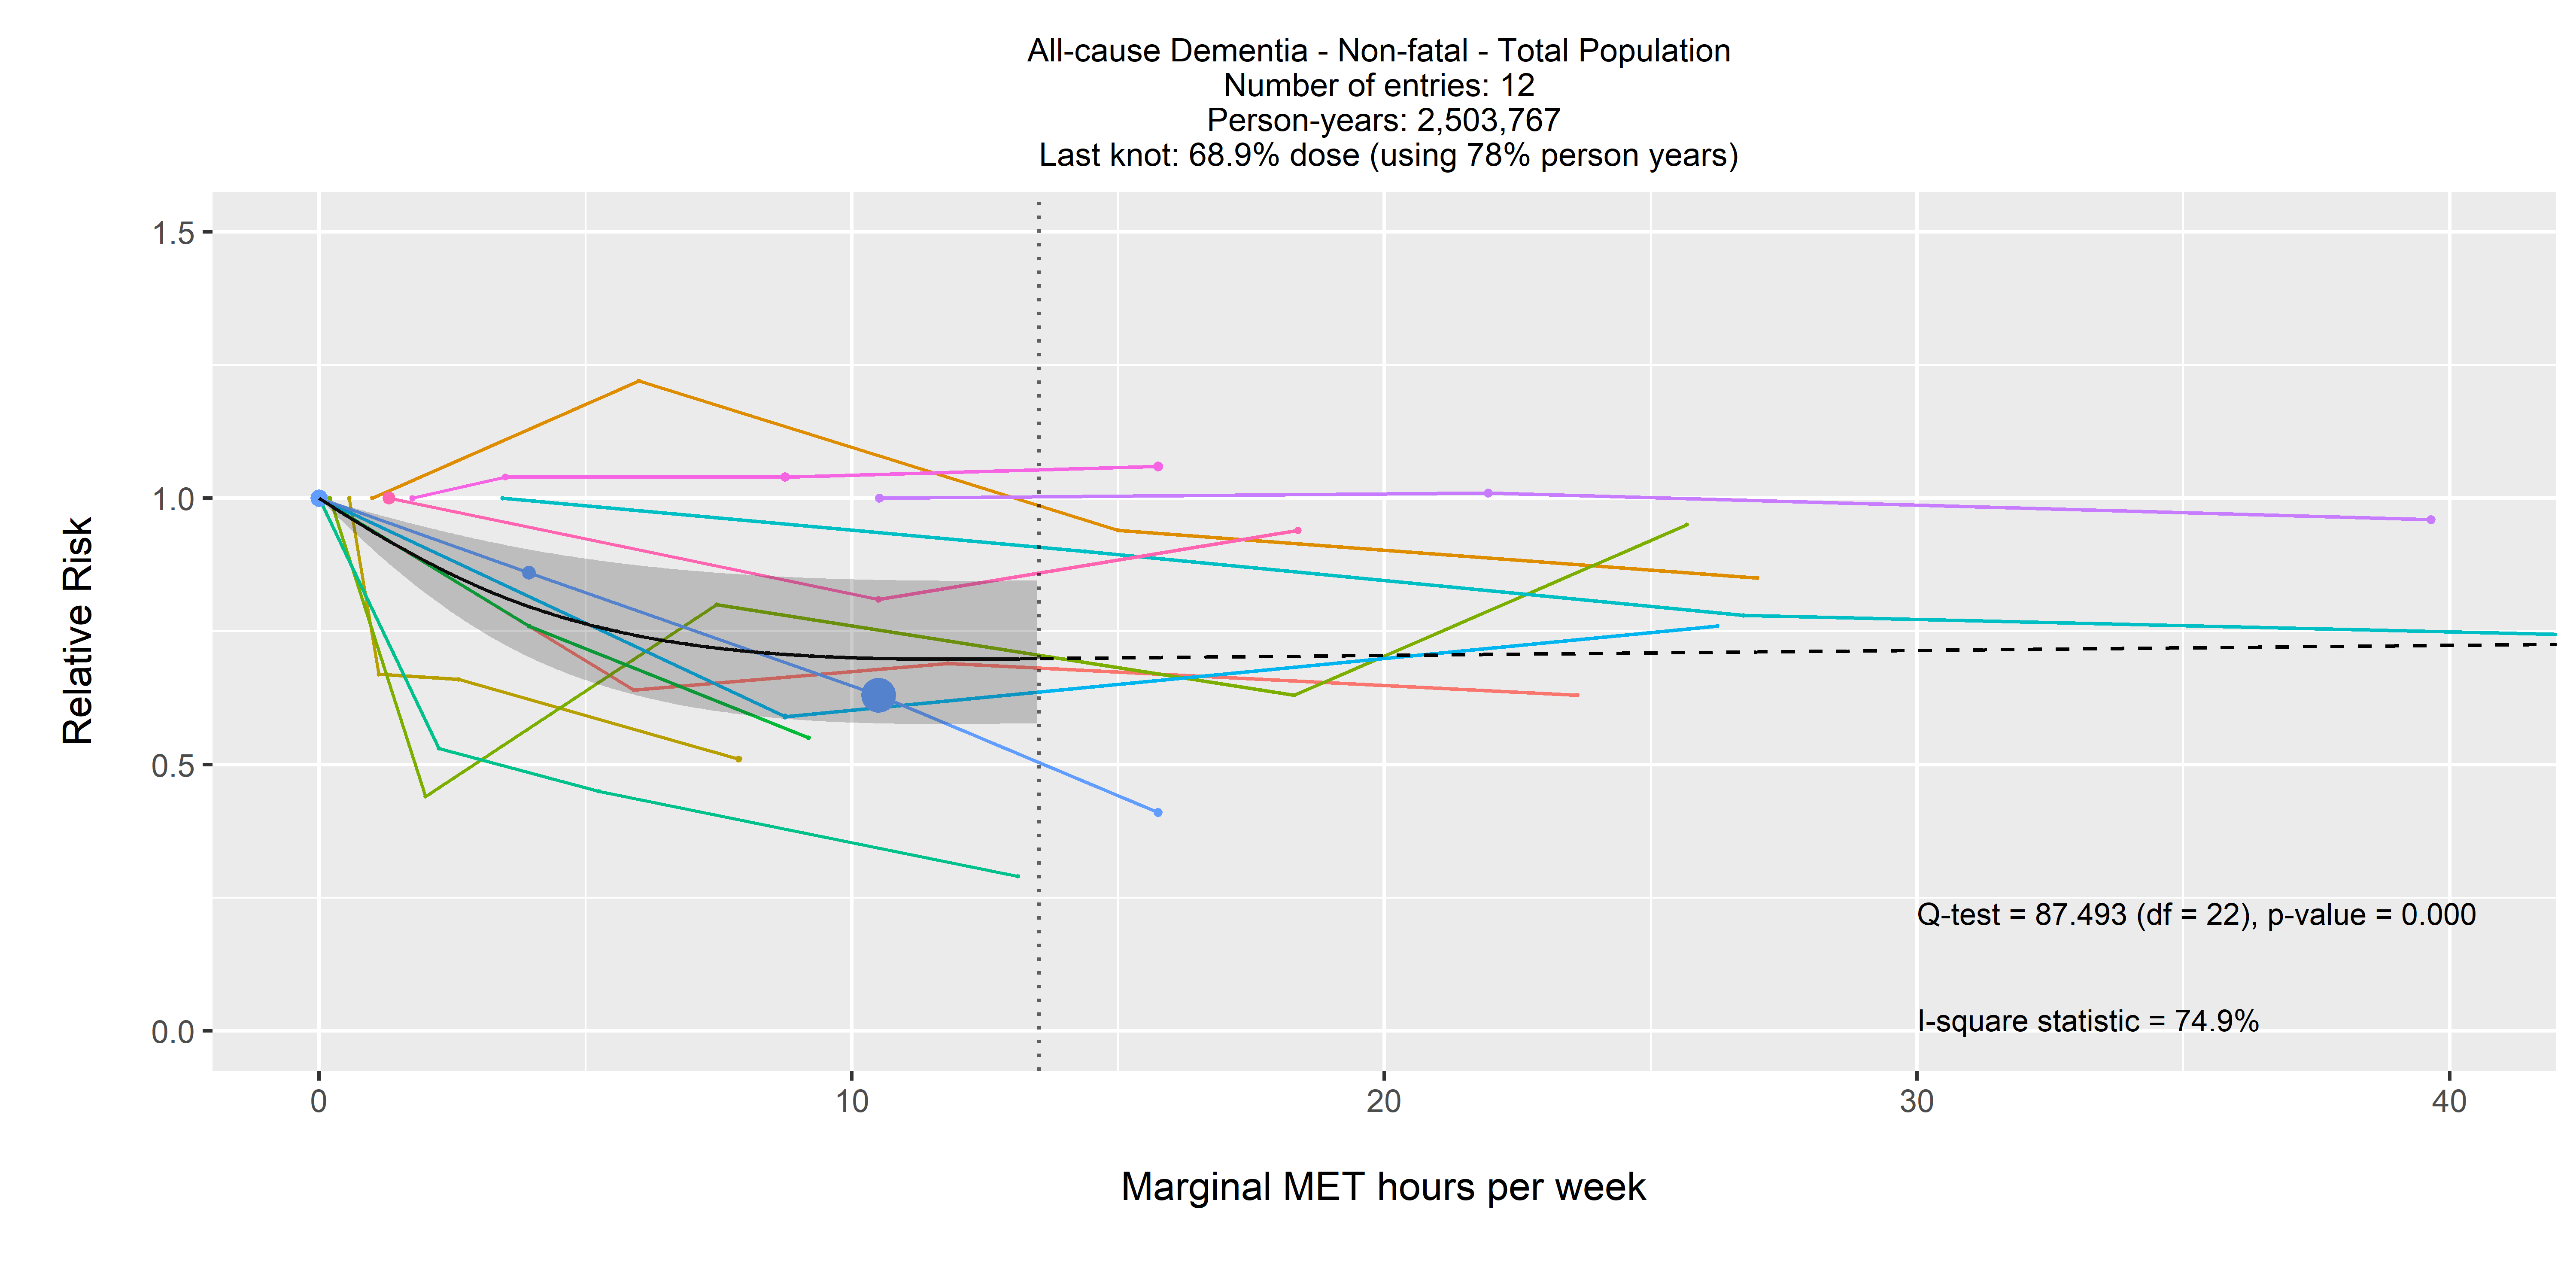 All-cause Dementia - Non-fatal - Total Population
Number of entries: 12
Person-years: 2,503,767
Last knot: 68.9% dose (using 78% person years)
1.5
1.0
0.5
0.0
Relative Risk
Q-test = 87.493 (df = 22), p-value = 0.000
I-square statistic = 74.9%
0 10 20 30 40
Marginal MET hours per week